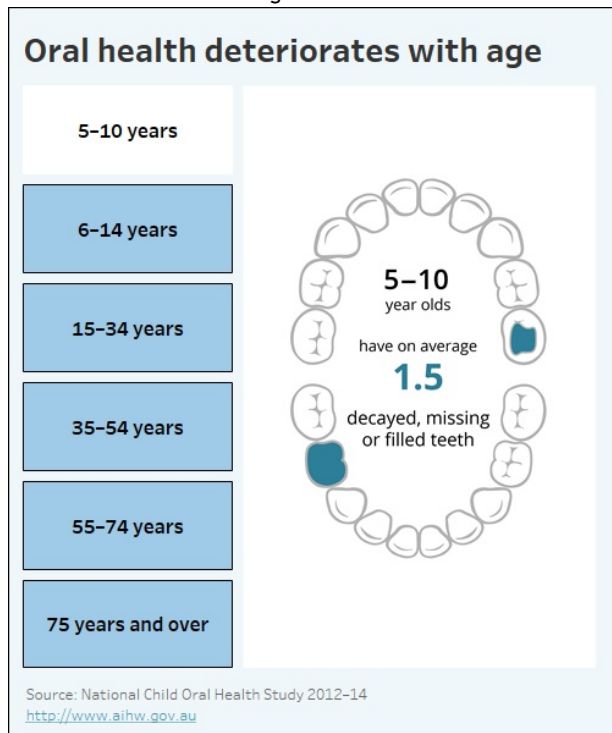 Oral health deteriorates with age
5–10 years
6–14 years
15–34 years
35–54 years
55–74 years
75 years and over
5–10
year olds
have on average
1.5
decayed, missing
or filled teeth
Source: National Child Oral Health Study 2012–14
http://www.aihw.gov.au